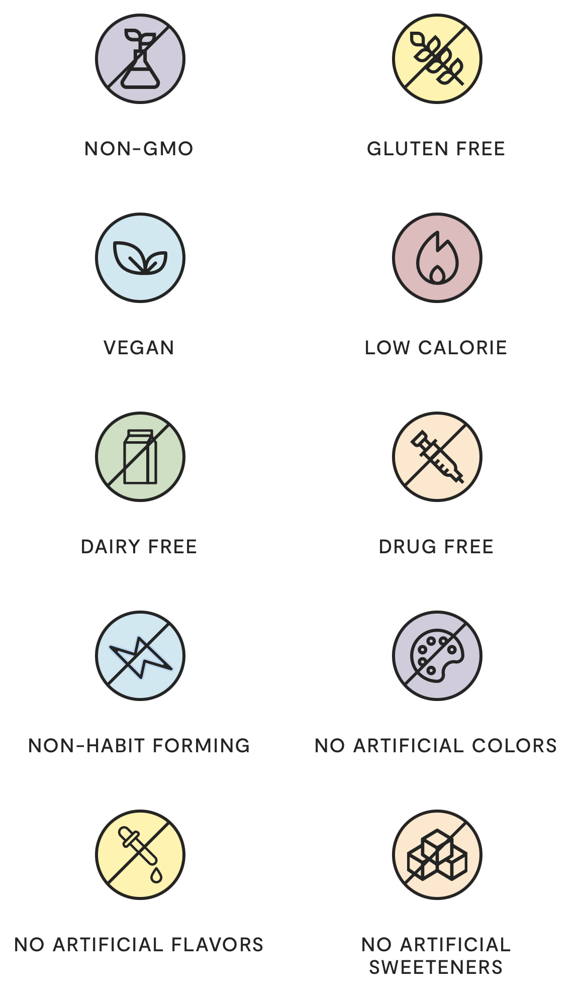 NON-GMO
GLUTEN FREE
VEGAN
LOW CALORIE
DAIRY FREE
DRUG FREE
NON-HABIT FORMING
NO ARTIFICIAL COLORS
NO ARTIFICIAL FLAVORS
NO ARTIFICIAL
SWEETENERS